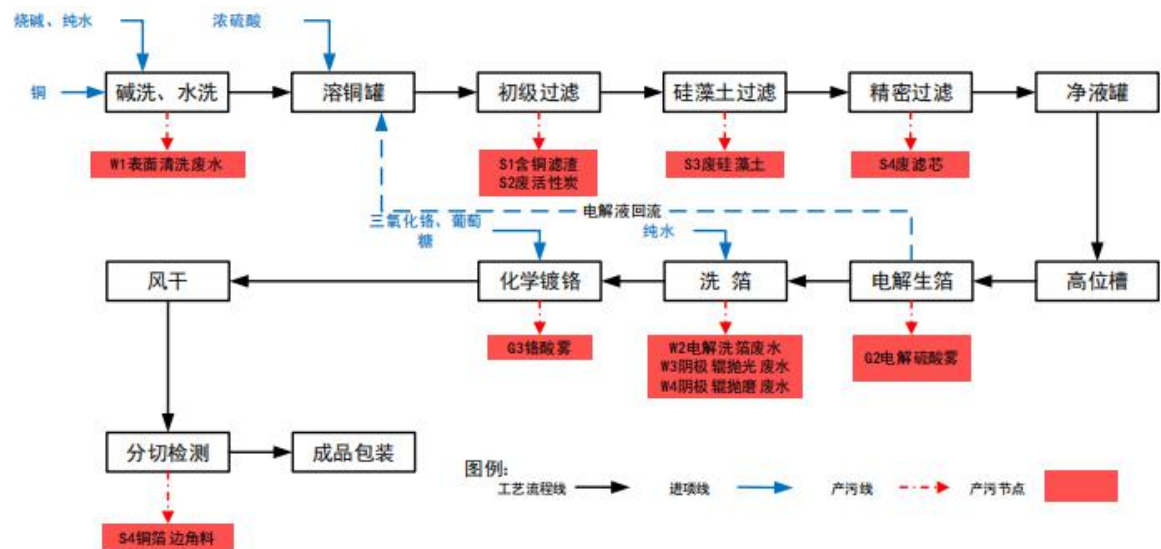 烧碱、纯水
浓硫酸
铜
碱洗、水洗
溶铜罐
初级过滤
硅藻土过滤
精密过滤
净液罐
W1表面清洗废水
S1含铜滤渣
S2废活性炭
S3废硅藻土
S4废滤芯
电解液回流
三氧化铬、葡萄
糖
纯水
风干
化学镀铬
洗 箔
电解生箔
高位槽
G3铬酸雾
W2电解洗箔废水
W3阴极辊抛光废水
W4阴极辊抛磨废水
G2电解硫酸雾
分切检测
成品包装
图例:
工艺流程线
进项线
产污线
产污节点
S4铜箔边角料